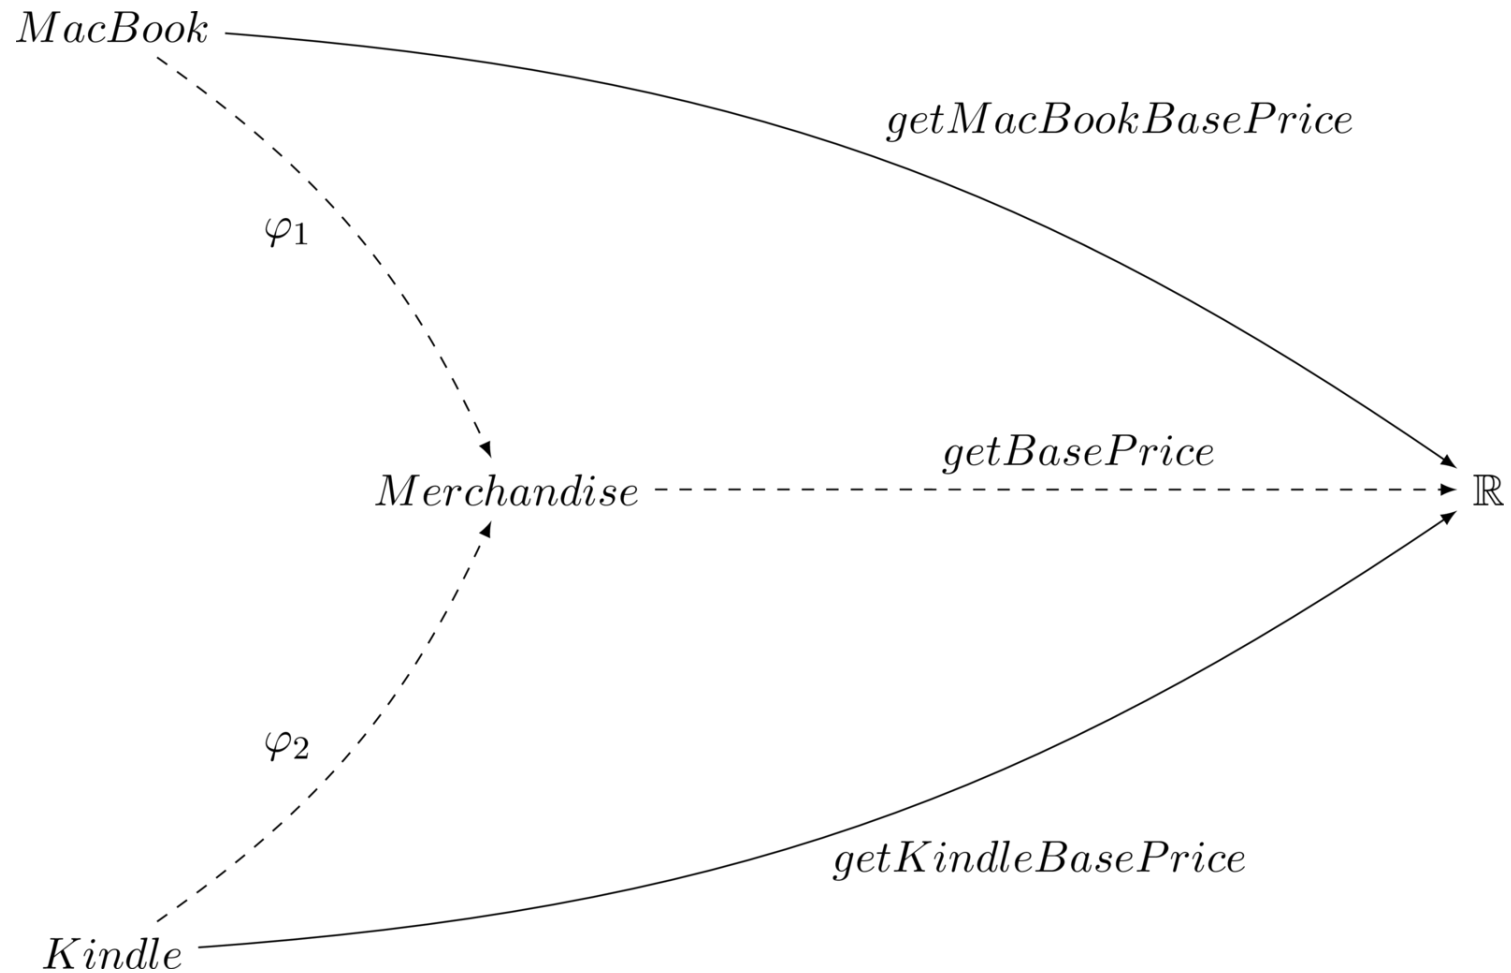 MacBook
getMacBookBasePrice
φ₁
getBasePrice
Merchandise
ℝ
φ₂
getKindleBasePrice
Kindle